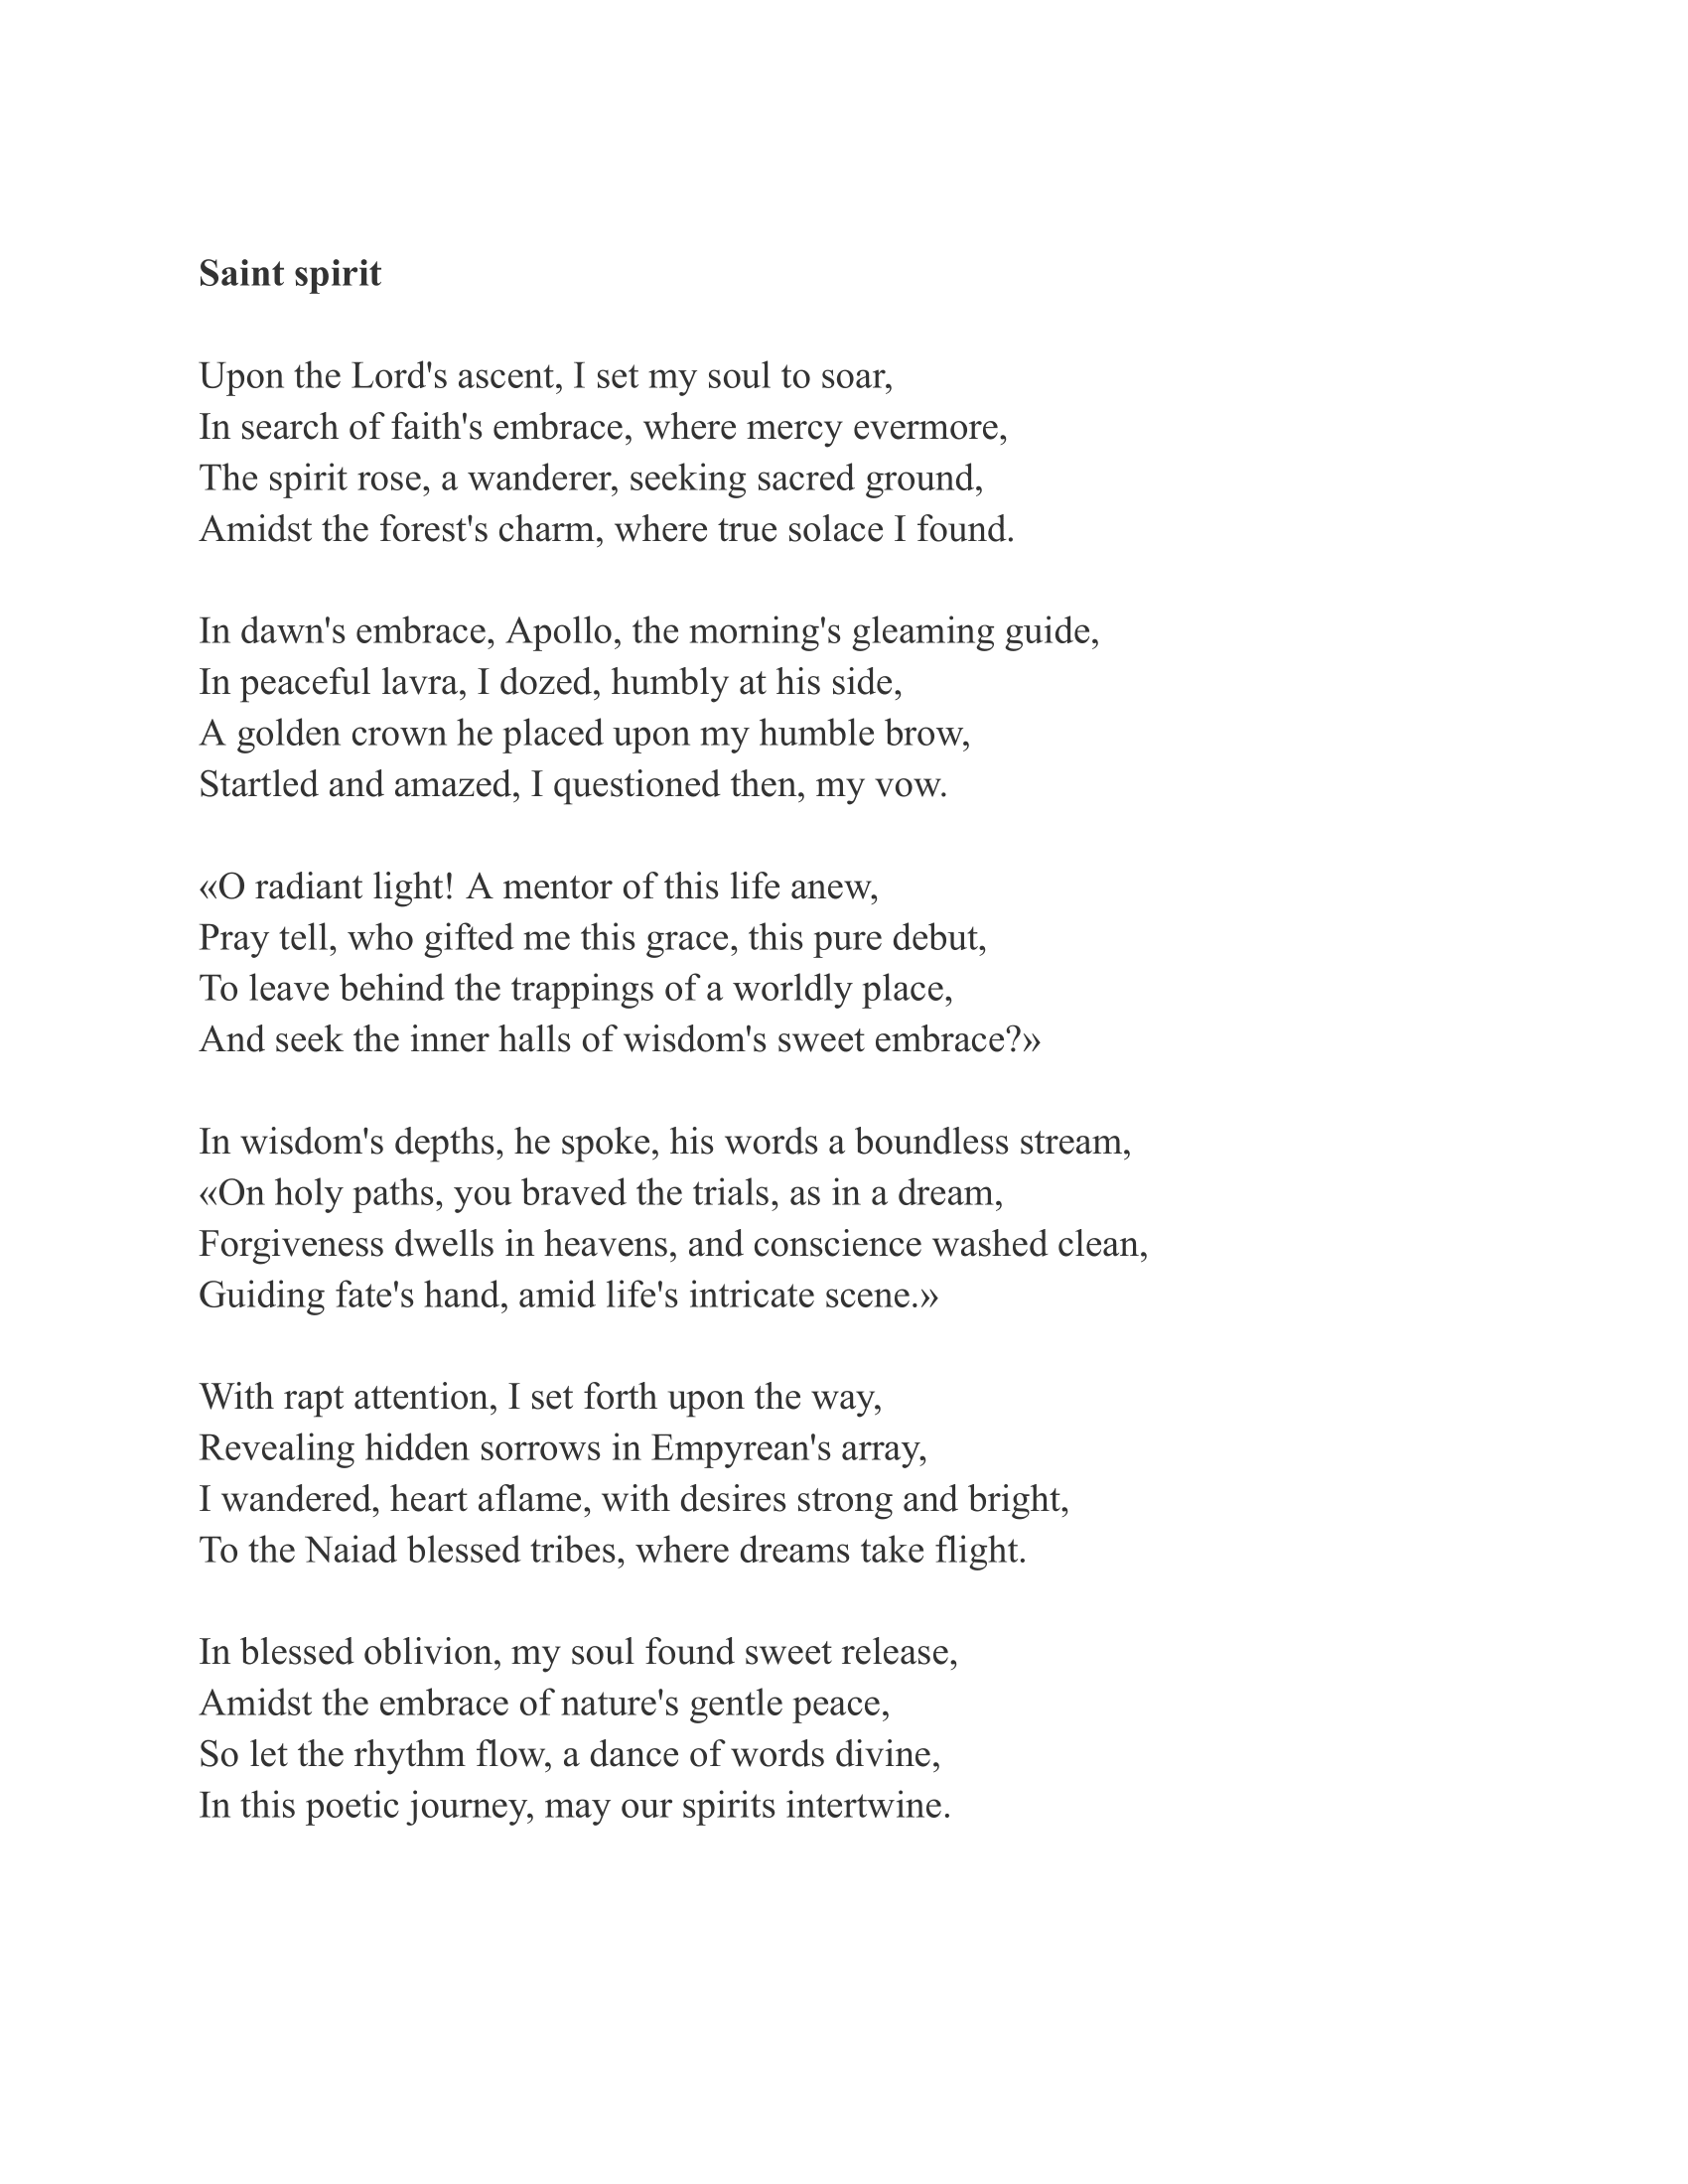 Saint spirit
Upon the Lord's ascent, I set my soul to soar,
In search of faith's embrace, where mercy evermore,
The spirit rose, a wanderer, seeking sacred ground,
Amidst the forest's charm, where true solace I found.
In dawn's embrace, Apollo, the morning's gleaming guide,
In peaceful lavra, I dozed, humbly at his side,
A golden crown he placed upon my humble brow,
Startled and amazed, I questioned then, my vow.
«O radiant light! A mentor of this life anew,
Pray tell, who gifted me this grace, this pure debut,
To leave behind the trappings of a worldly place,
And seek the inner halls of wisdom's sweet embrace?»
In wisdom's depths, he spoke, his words a boundless stream,
«On holy paths, you braved the trials, as in a dream,
Forgiveness dwells in heavens, and conscience washed clean,
Guiding fate's hand, amid life's intricate scene.»
With rapt attention, I set forth upon the way,
Revealing hidden sorrows in Empyrean's array,
I wandered, heart aflame, with desires strong and bright,
To the Naiad blessed tribes, where dreams take flight.
In blessed oblivion, my soul found sweet release,
Amidst the embrace of nature's gentle peace,
So let the rhythm flow, a dance of words divine,
In this poetic journey, may our spirits intertwine.